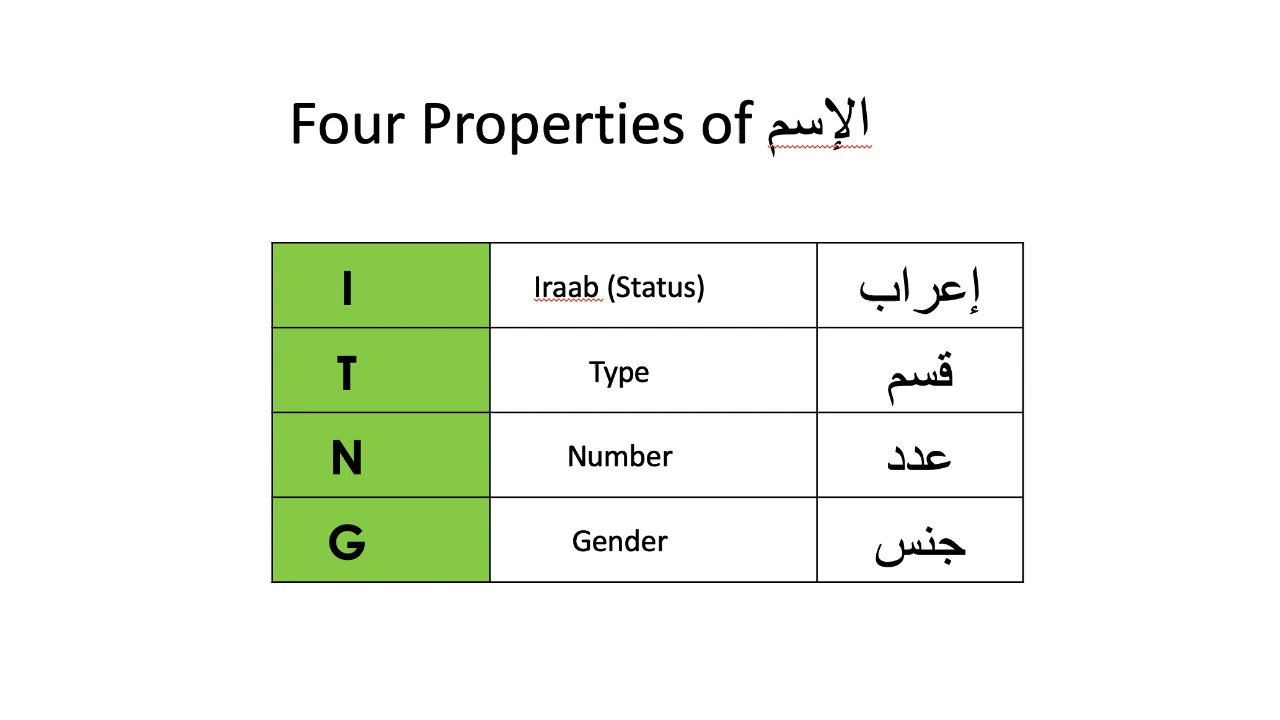 Four Properties of الإسم
I Iraab (Status) إعراب
T Type قسم
N Number عدد
G Gender جنس